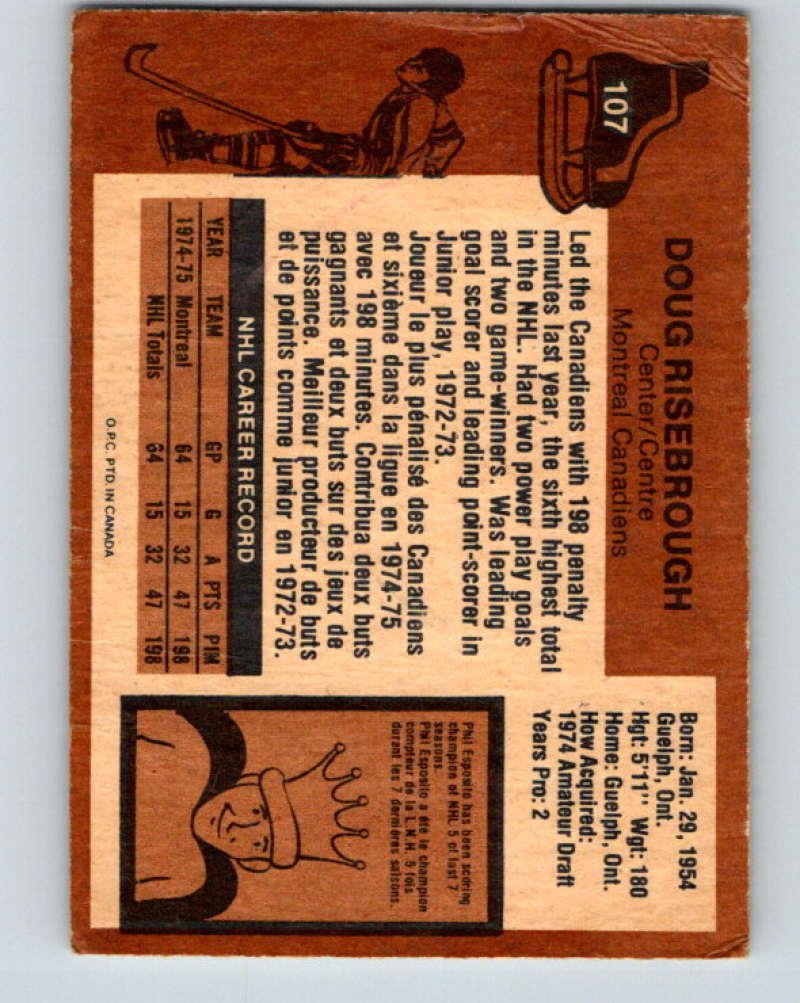 107
DOUG RISEBROUGH
Center/Centre
Montreal Canadiens
Born: Jan. 29, 1954
Guelph, Ont.
Hgt: 5'11" Wgt: 180
Home: Guelph, Ont.
How Acquired:
1974 Amateur Draft
Years Pro: 2
Led the Canadiens with 198 penalty
minutes last year, the sixth highest total
in the NHL. Had two power play goals
and two game-winners. Was leading
goal scorer and leading point-scorer in
Junior play, 1972-73.
Joueur le plus pénalisé des Canadiens
et sixième dans la ligue en 1974-75
avec 198 minutes. Contribua deux buts
gagnants et deux buts sur des jeux de
puissance. Meilleur producteur de buts
et de points comme junior en 1972-73.
NHL CAREER RECORD
YEAR TEAM GP G A PTS PIM
1974-75 Montreal 64 15 32 47 198
NHL Totals 64 15 32 47 198
Phil Esposito has been scoring
champion of NHL 5 of last 7
seasons.
Phil Esposito a été le champion
compteur de la L.N.H. 5 fois
durant les 7 dernières saisons.
O.P.C. PTD. IN CANADA